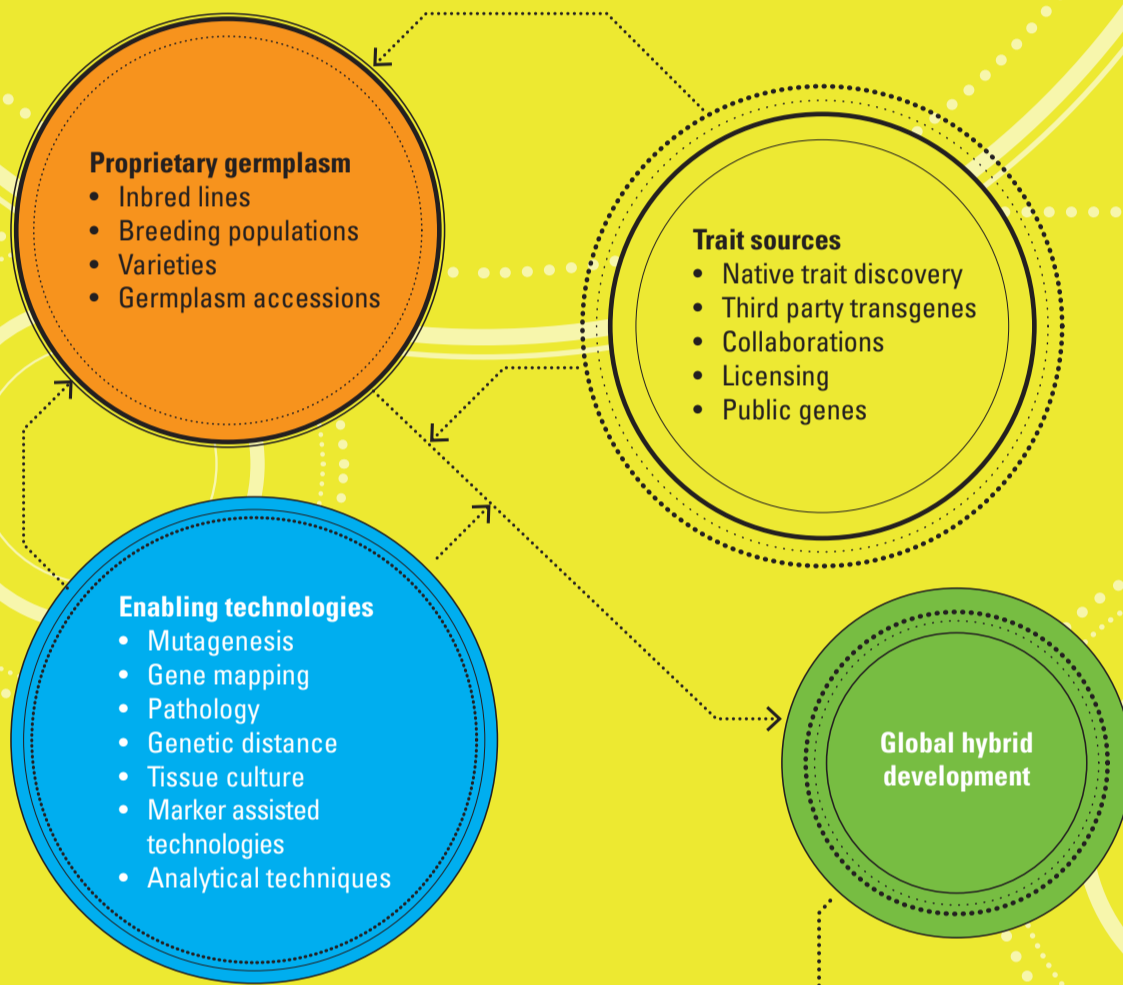 Proprietary germplasm
• Inbred lines
• Breeding populations
• Varieties
• Germplasm accessions
Trait sources
• Native trait discovery
• Third party transgenes
• Collaborations
• Licensing
• Public genes
Enabling technologies
• Mutagenesis
• Gene mapping
• Pathology
• Genetic distance
• Tissue culture
• Marker assisted
technologies
• Analytical techniques
Global hybrid
development